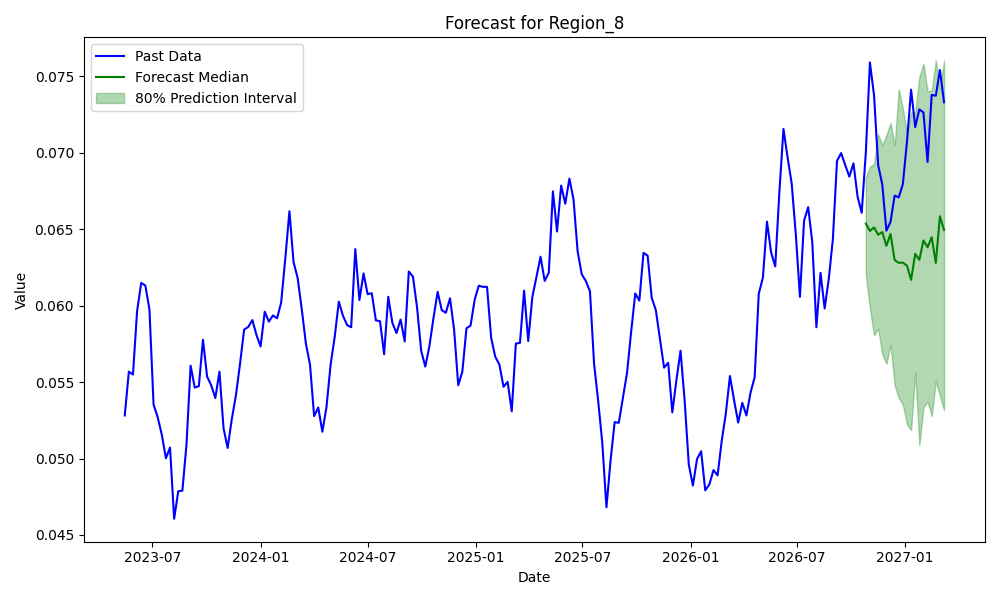 Forecast for Region_8
Past Data
Forecast Median
80% Prediction Interval
0.075
0.070
0.065
0.060
0.055
0.050
0.045
Value
2023-07
2024-01
2024-07
2025-01
2025-07
2026-01
2026-07
2027-01
Date